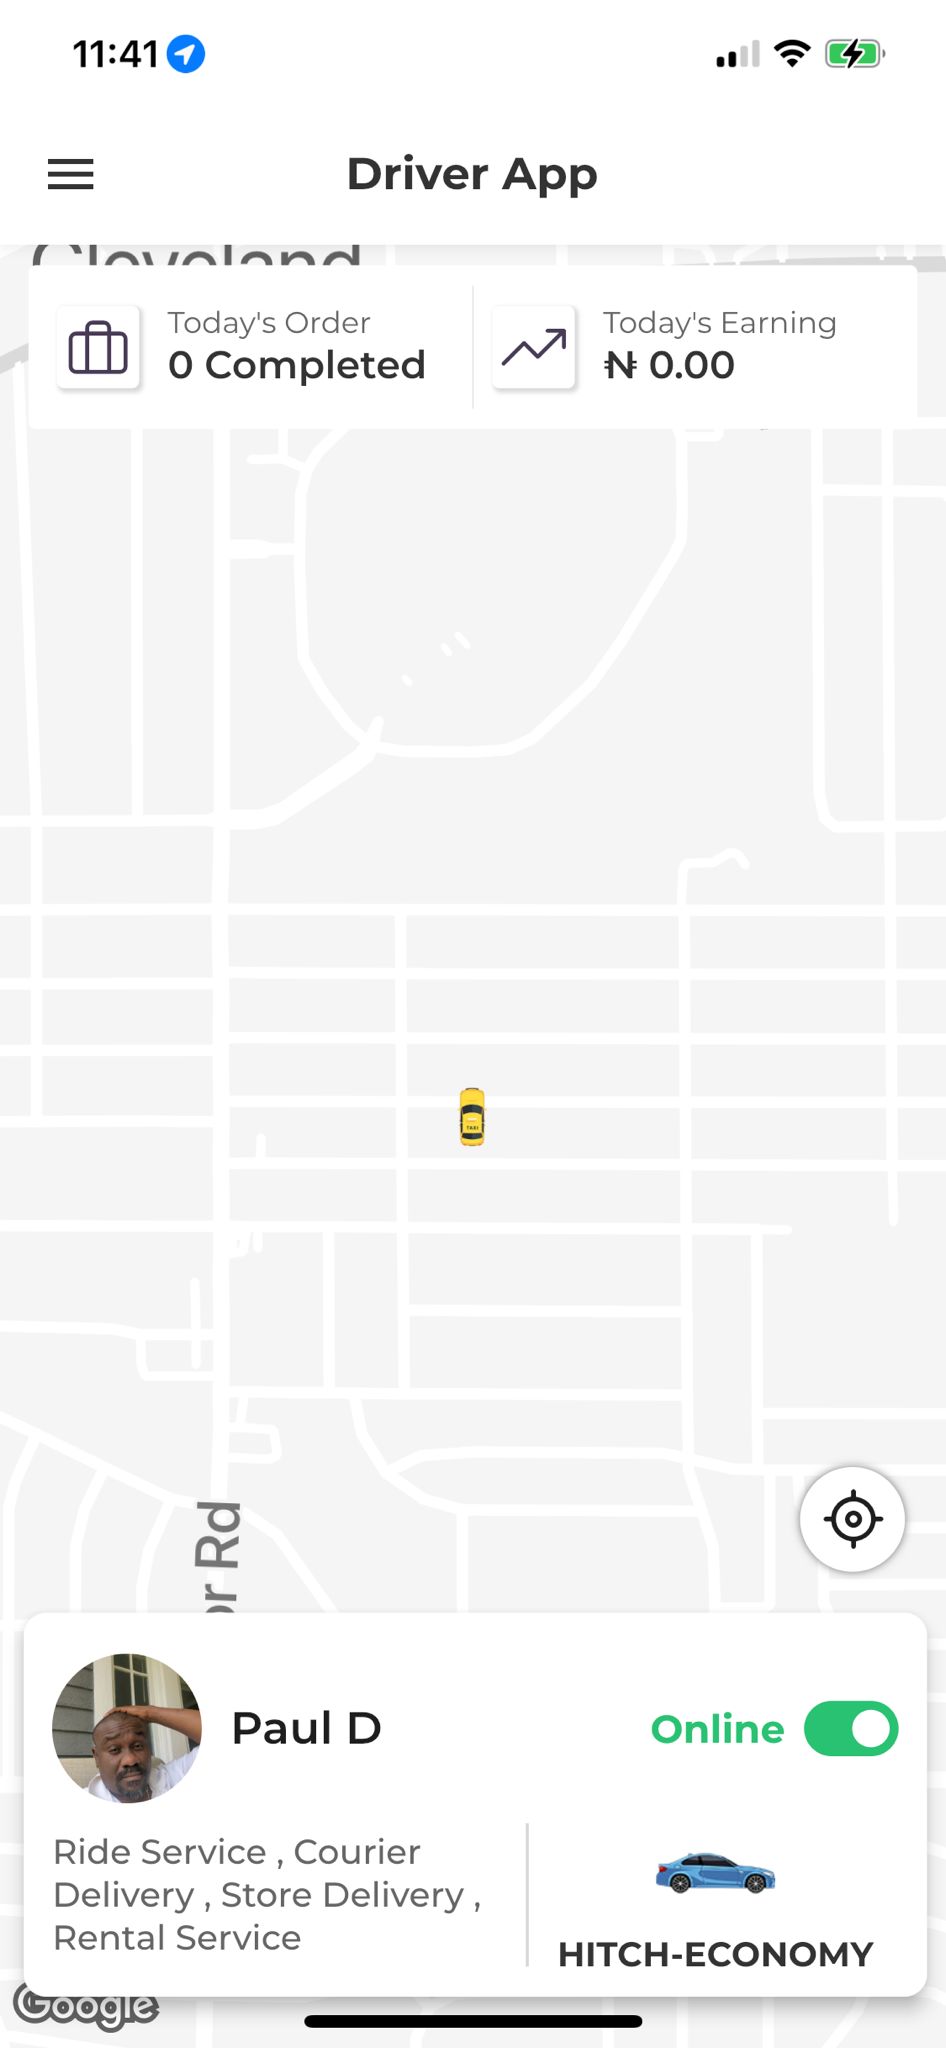 11:41
Driver App
Cleveland
Today's Order
0 Completed
Today's Earning
₦ 0.00
TAXI
Rd
Paul D
Online
Ride Service , Courier
Delivery , Store Delivery ,
Rental Service
HITCH-ECONOMY
Google